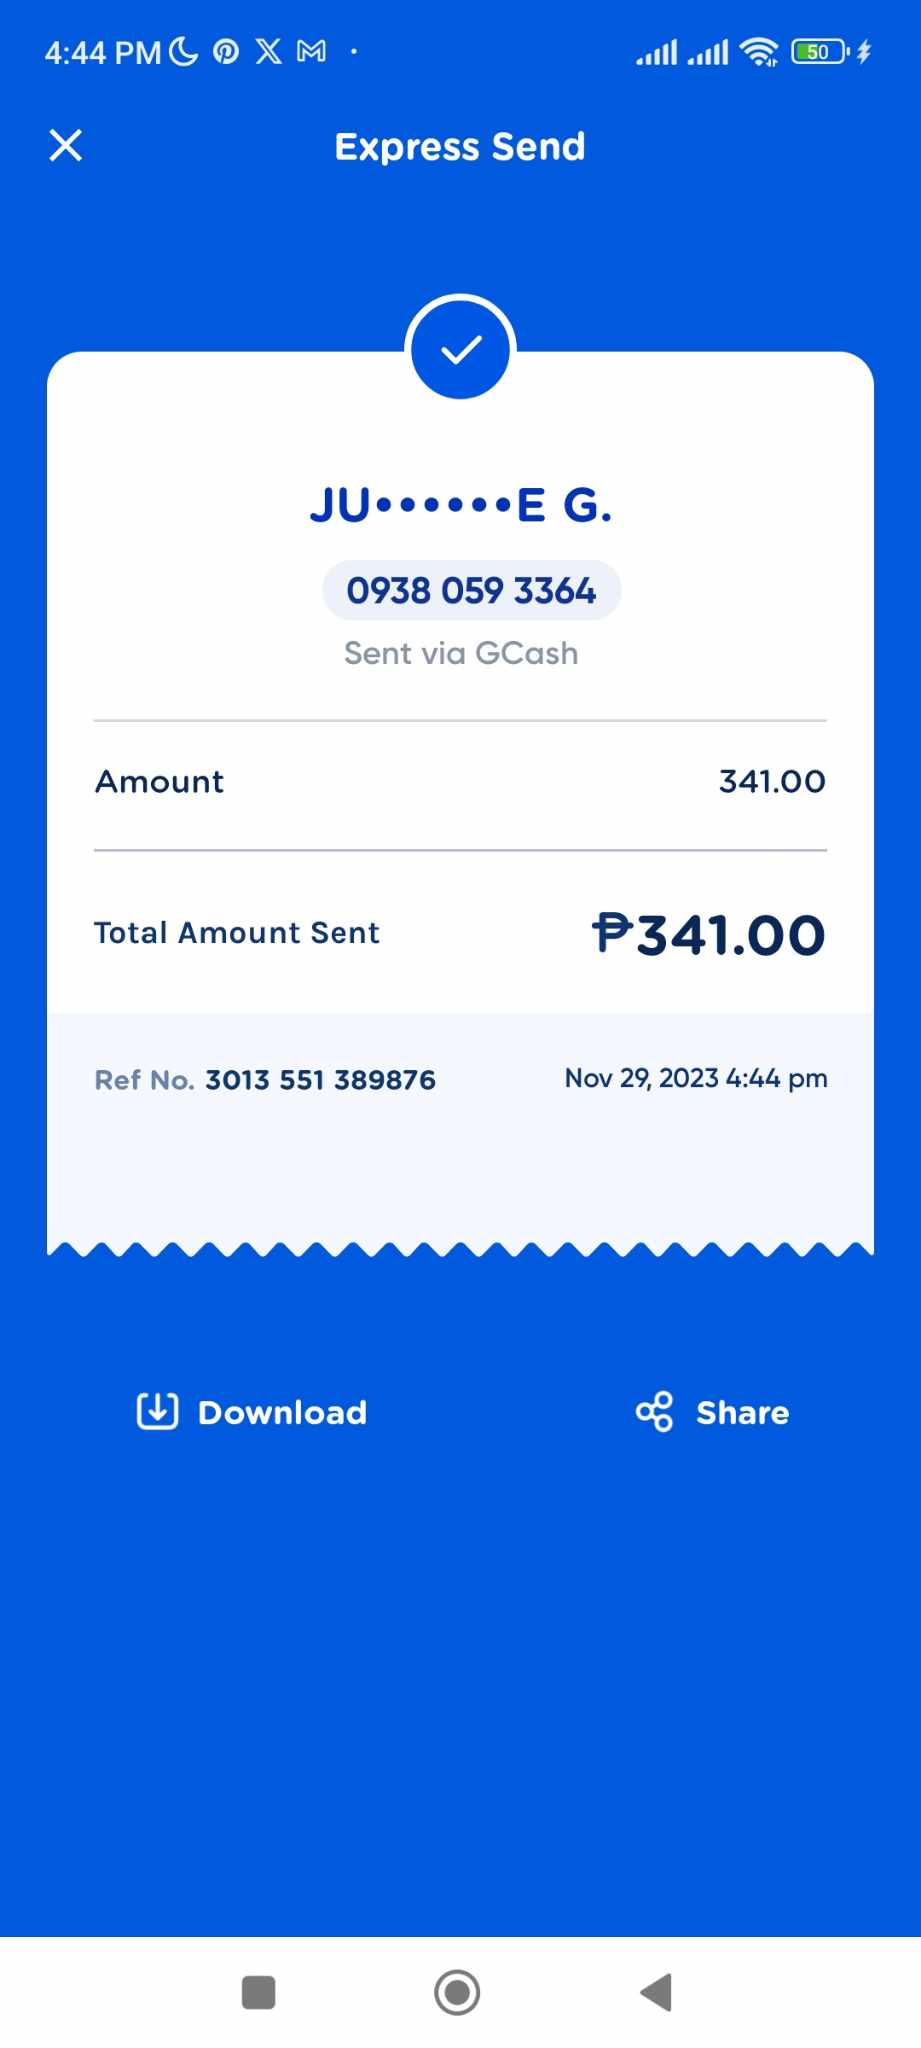 4:44 PM
50
Express Send
JU••••••E G.
0938 059 3364
Sent via GCash
Amount 341.00
Total Amount Sent ₱341.00
Ref No. 3013 551 389876 Nov 29, 2023 4:44 pm
Download Share